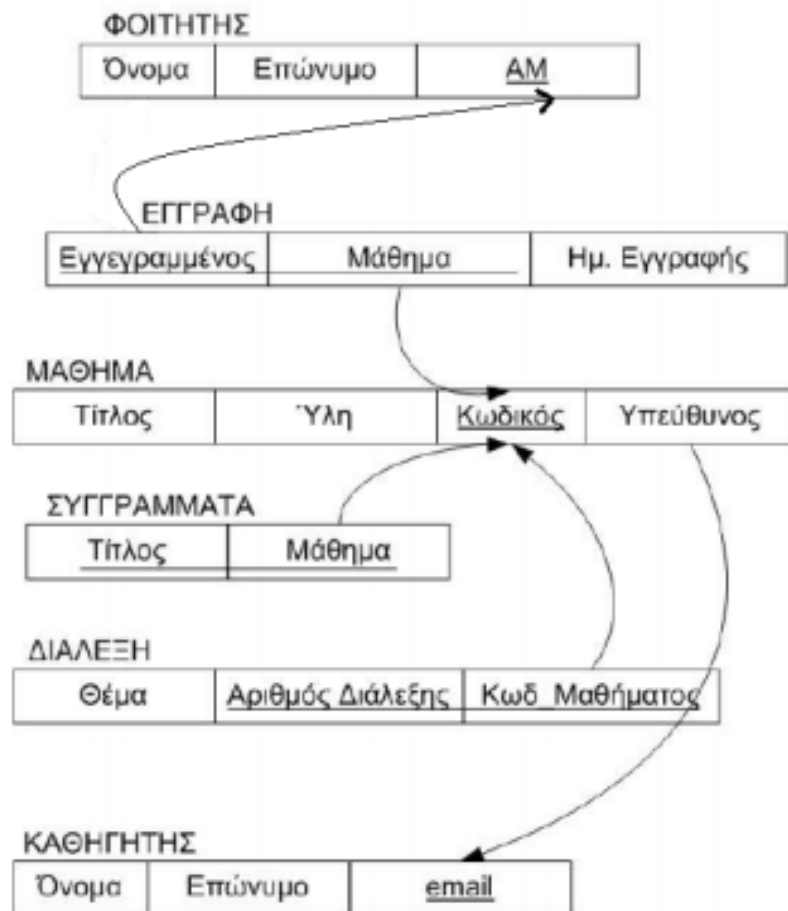 ΦΟΙΤΗΤΗΣ
Όνομα Επώνυμο ΑΜ
ΕΓΓΡΑΦΗ
Εγγεγραμμένος Μάθημα Ημ. Εγγραφής
ΜΑΘΗΜΑ
Τίτλος Ύλη Κωδικός Υπεύθυνος
ΣΥΓΓΡΑΜΜΑΤΑ
Τίτλος Μάθημα
ΔΙΑΛΕΞΗ
Θέμα Αριθμός Διάλεξης Κωδ_Μαθήματος
ΚΑΘΗΓΗΤΗΣ
Όνομα Επώνυμο email